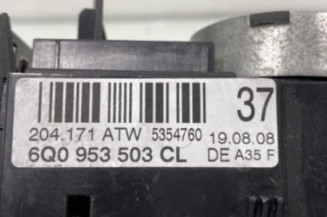 37
204.171 ATW 5354760 19.08.08
6Q0 953 503 CL DE A35 F